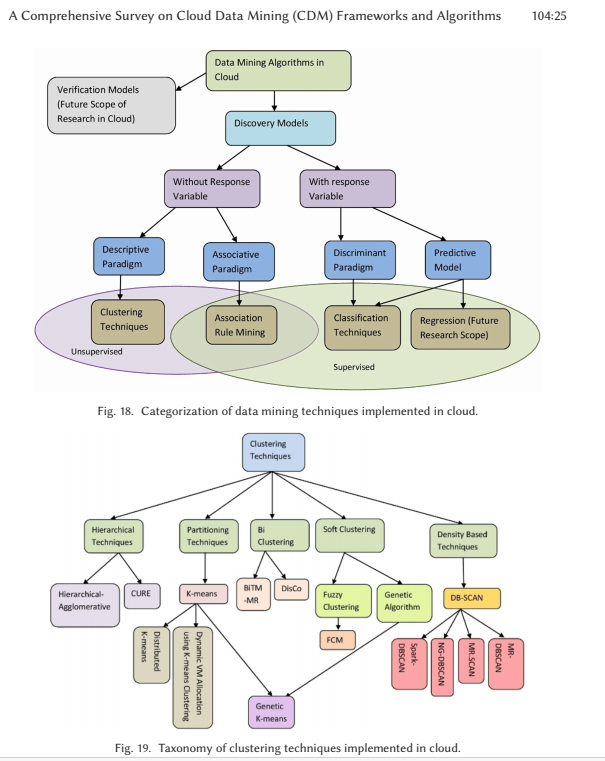 A Comprehensive Survey on Cloud Data Mining (CDM) Frameworks and Algorithms 104:25
Data Mining Algorithms in
Cloud
Verification Models
(Future Scope of
Research in Cloud)
Discovery Models
Without Response
Variable
With response
Variable
Descriptive
Paradigm
Associative
Paradigm
Discriminant
Paradigm
Predictive
Model
Clustering
Techniques
Association
Rule Mining
Classification
Techniques
Regression (Future
Research Scope)
Unsupervised
Supervised
Fig. 18. Categorization of data mining techniques implemented in cloud.
Clustering
Techniques
Hierarchical
Techniques
Partitioning
Techniques
Bi
Clustering
Soft Clustering
Density Based
Techniques
Hierarchical-
Agglomerative
CURE
K-means
BiTM
-MR
DisCo
Fuzzy
Clustering
Genetic
Algorithm
DB-SCAN
FCM
Distributed
K-means
Dynamic VM Allocation
using K-means Clustering
Spark-
DBSCAN
NG-DBSCAN
MR.SCAN
MR-
DBSCAN
Genetic
K-means
Fig. 19. Taxonomy of clustering techniques implemented in cloud.